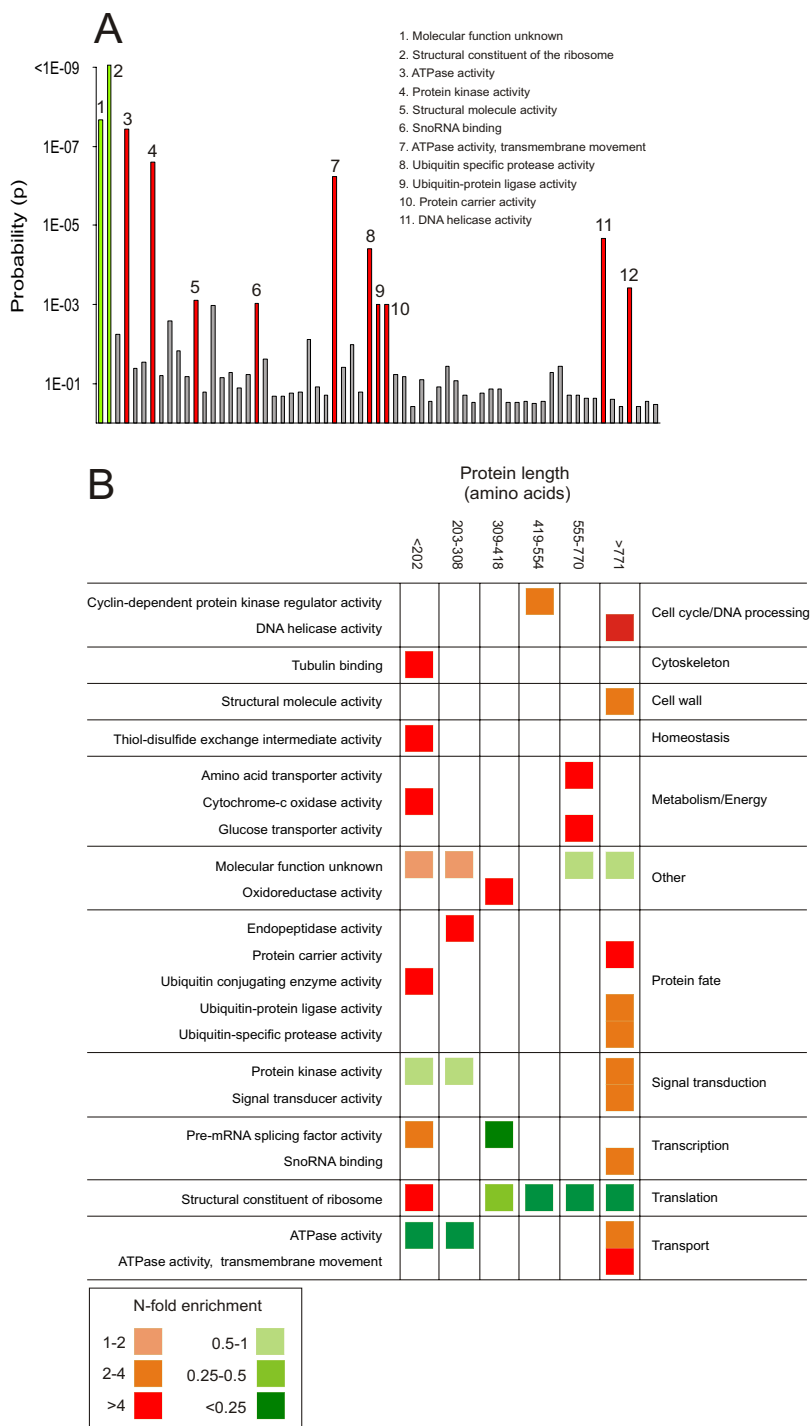 A
<1E-09
1E-07
1E-05
1E-03
1E-01
Probability (p)
1
2
3
4
5
6
7
8
9
10
11
12
1. Molecular function unknown
2. Structural constituent of the ribosome
3. ATPase activity
4. Protein kinase activity
5. Structural molecule activity
6. SnoRNA binding
7. ATPase activity, transmembrane movement
8. Ubiquitin specific protease activity
9. Ubiquitin-protein ligase activity
10. Protein carrier activity
11. DNA helicase activity
B
Protein length
(amino acids)
<202
203-308
309-418
419-554
555-770
>771
Cyclin-dependent protein kinase regulator activity
DNA helicase activity
Cell cycle/DNA processing
Tubulin binding
Cytoskeleton
Structural molecule activity
Cell wall
Thiol-disulfide exchange intermediate activity
Homeostasis
Amino acid transporter activity
Cytochrome-c oxidase activity
Glucose transporter activity
Metabolism/Energy
Molecular function unknown
Oxidoreductase activity
Other
Endopeptidase activity
Protein carrier activity
Ubiquitin conjugating enzyme activity
Ubiquitin-protein ligase activity
Ubiquitin-specific protease activity
Protein fate
Protein kinase activity
Signal transducer activity
Signal transduction
Pre-mRNA splicing factor activity
SnoRNA binding
Transcription
Structural constituent of ribosome
Translation
ATPase activity
ATPase activity, transmembrane movement
Transport
N-fold enrichment
1-2
0.5-1
2-4
0.25-0.5
>4
<0.25